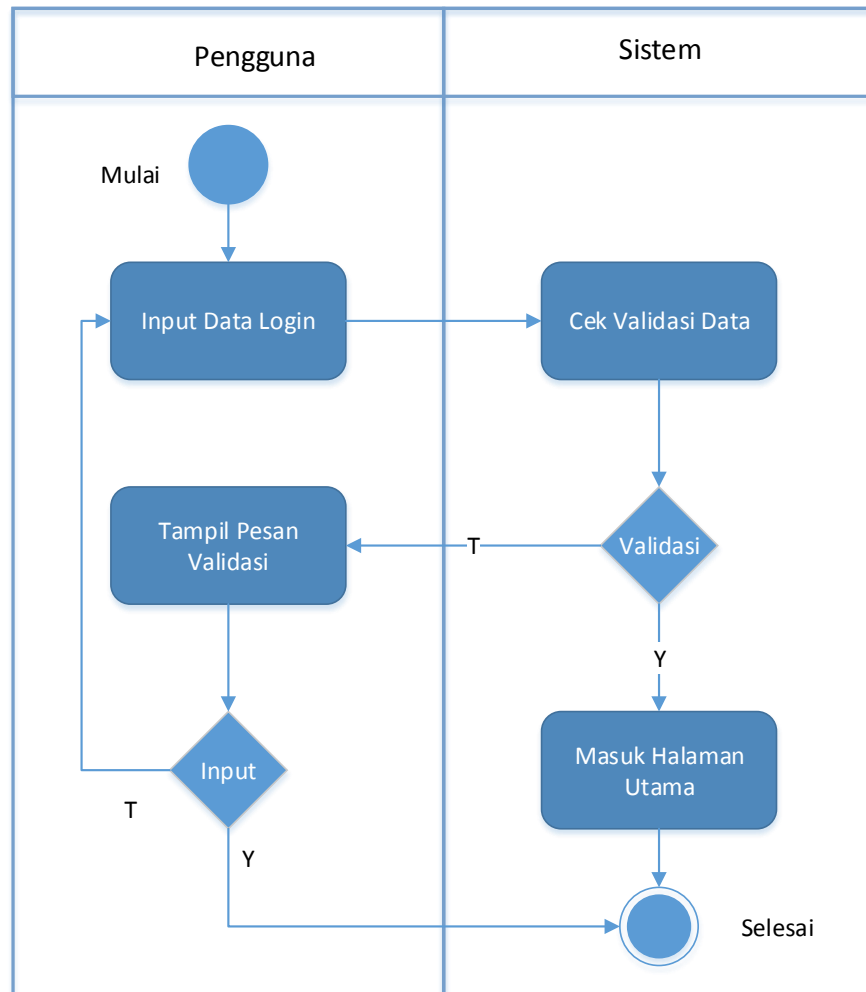 Pengguna
Sistem
Mulai
Input Data Login
Cek Validasi Data
Tampil Pesan
Validasi
T
Validasi
Y
Masuk Halaman
Utama
Input
T
Y
Selesai